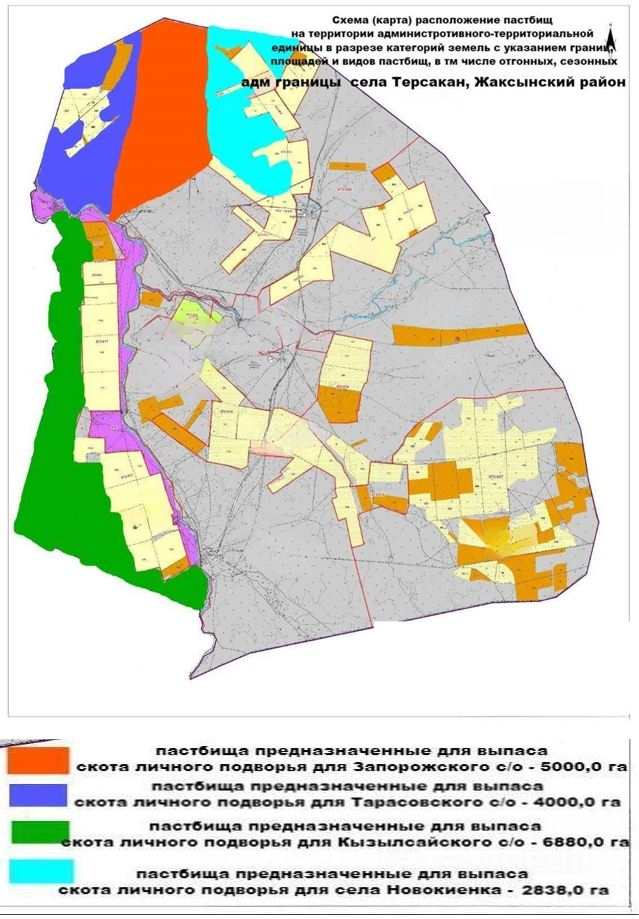 Схема (карта) расположение пастбищ
на территории администротивного-территориальной
единицы в разрезе категорий земель с указанием границ,
площадей и видов пастбищ, в тм числе отгонных, сезонных
адм границы села Терсакан, Жаксынский район
пастбища предназначенные для выпаса
скота личного подворья для Запорожского с/о - 5000,0 га
пастбища предназначенные для выпаса
скота личного подворья для Тарасовского с/о - 4000,0 га
пастбища предназначенные для выпаса
скота личного подворья для Кызылсайского с/о - 6880,0 га
пастбища предназначенные для выпаса
скота личного подворья для села Новокиенка - 2838,0 га